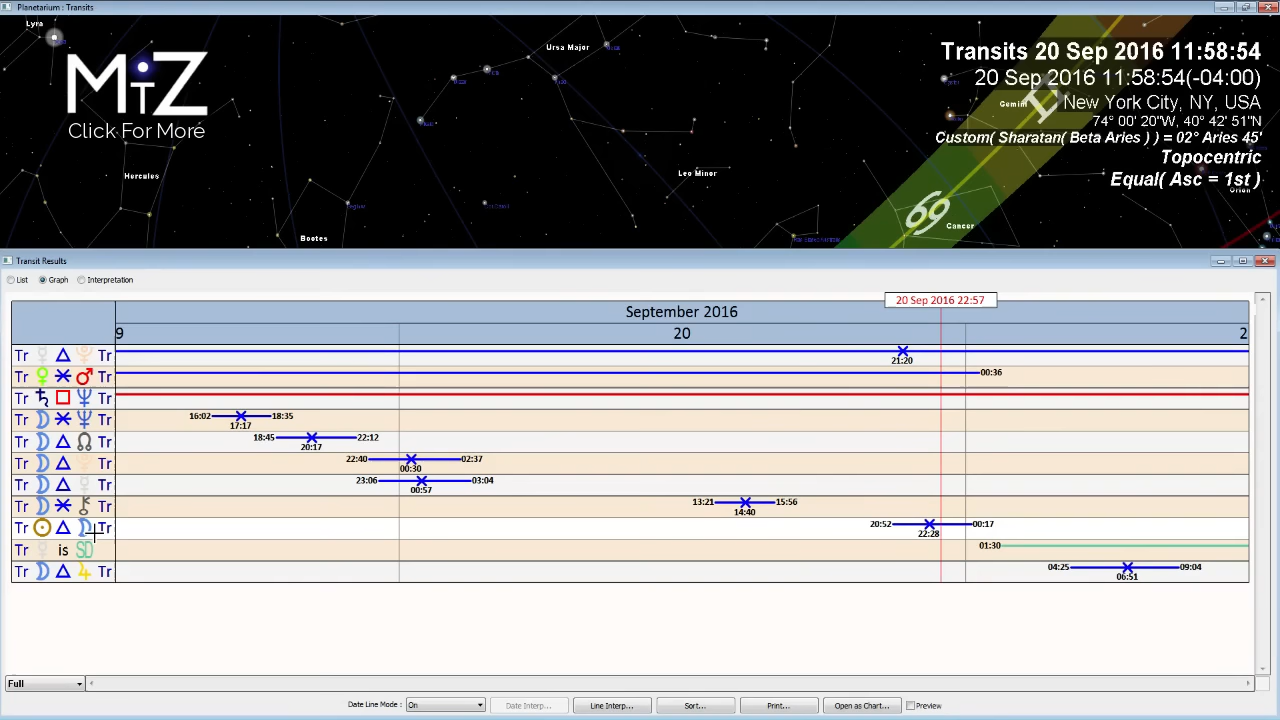 Planetarium : Transits
Lyra
Ursa Major
MTZ
Click For More
Transits 20 Sep 2016 11:58:54
20 Sep 2016 11:58:54(-04:00)
Gemini
New York City, NY, USA
74° 00' 20"W, 40° 42' 51"N
Custom( Sharatan( Beta Aries ) ) = 02° Aries 45'
Topocentric
Equal( Asc = 1st )
Orion
Hercules
Leo Minor
Bootes
Cancer
Transit Results
List
Graph
Interpretation
20 Sep 2016 22:57
September 2016
9 20 2
Tr Tr 21:20
Tr Tr 00:36
Tr Tr
Tr Tr 16:02 17:17 18:35
Tr Tr 18:45 20:17 22:12
Tr Tr 22:40 00:30 02:37
Tr Tr 23:06 00:57 03:04
Tr Tr 13:21 14:40 15:56
Tr Tr 20:52 22:28 00:17
Tr is SD 01:30
Tr Tr 04:25 06:51 09:04
Full
Date Line Mode : On
Date Interp...
Line Interp...
Sort...
Print...
Open as Chart...
Preview